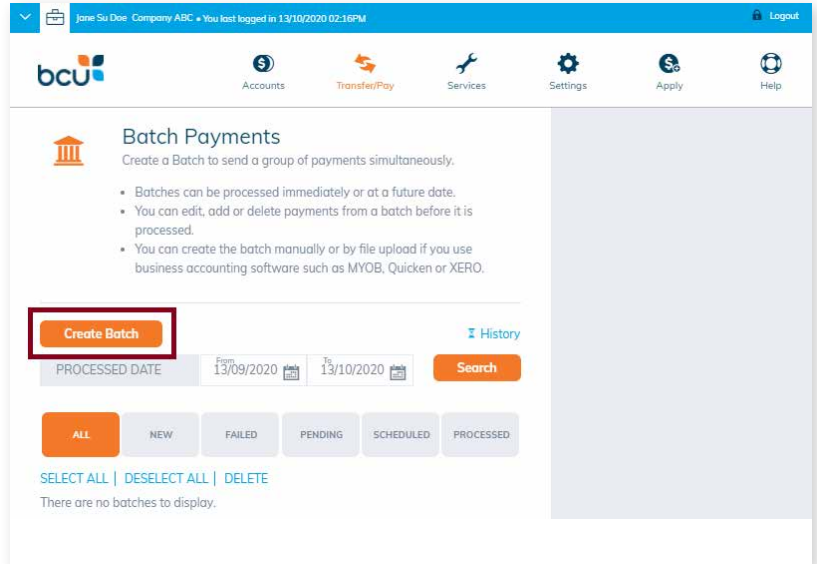 Jane Su Doe Company ABC • You last logged in 13/10/2020 02:16PM
Logout
bcu
Accounts
Transfer/Pay
Services
Settings
Apply
Help
Batch Payments
Create a Batch to send a group of payments simultaneously.
• Batches can be processed immediately or at a future date.
• You can edit, add or delete payments from a batch before it is
processed.
• You can create the batch manually or by file upload if you use
business accounting software such as MYOB, Quicken or XERO.
Create Batch
History
PROCESSED DATE
From
13/09/2020
To
13/10/2020
Search
ALL
NEW
FAILED
PENDING
SCHEDULED
PROCESSED
SELECT ALL | DESELECT ALL | DELETE
There are no batches to display.